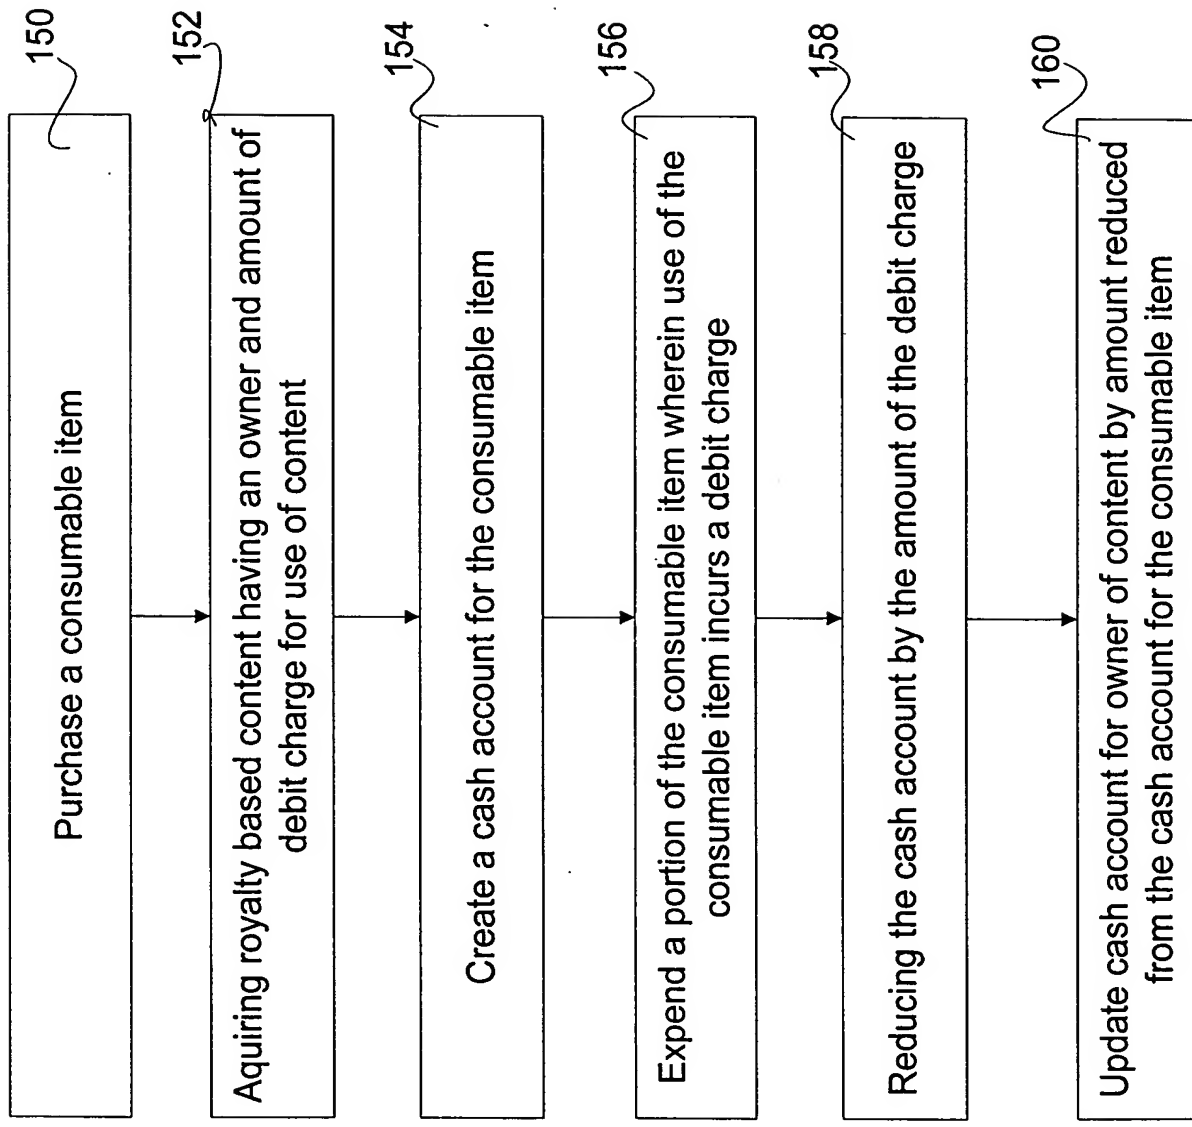 150
Purchase a consumable item
152
Aquiring royalty based content having an owner and amount of
debit charge for use of content
154
Create a cash account for the consumable item
156
Expend a portion of the consumable item wherein use of the
consumable item incurs a debit charge
158
Reducing the cash account by the amount of the debit charge
160
Update cash account for owner of content by amount reduced
from the cash account for the consumable item